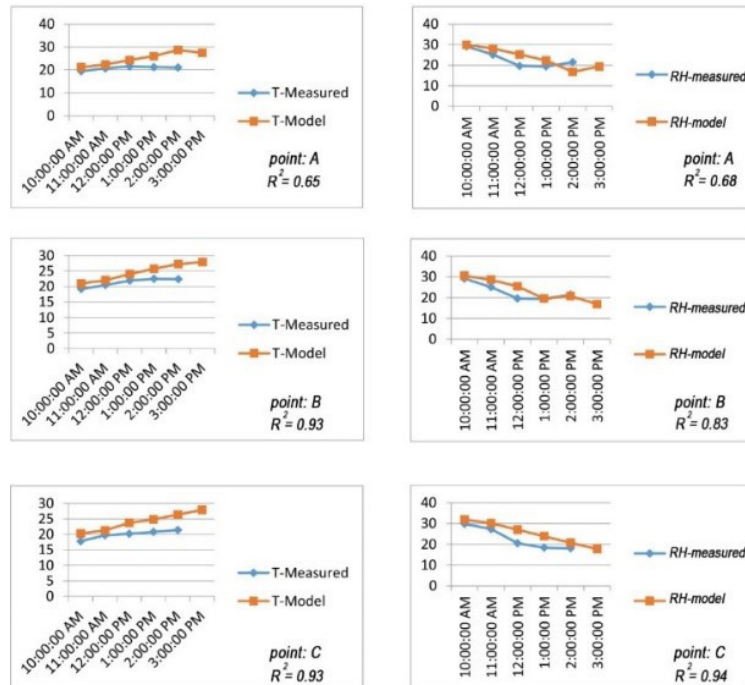 40
30
20
10
0
10:00:00 AM
11:00:00 AM
12:00:00 PM
1:00:00 PM
2:00:00 PM
3:00:00 PM
T-Measured
T-Model
point: A
R²= 0.65
40
30
20
10
0
10:00:00 AM
11:00:00 AM
12:00:00 PM
1:00:00 PM
2:00:00 PM
3:00:00 PM
RH-measured
RH-model
point: A
R²= 0.68
30
25
20
15
10
5
0
10:00:00 AM
11:00:00 AM
12:00:00 PM
1:00:00 PM
2:00:00 PM
3:00:00 PM
T-Measured
T-Model
point: B
R²= 0.93
40
30
20
10
0
10:00:00 AM
11:00:00 AM
12:00:00 PM
1:00:00 PM
2:00:00 PM
3:00:00 PM
RH-measured
RH-model
point: B
R²= 0.83
30
25
20
15
10
5
0
10:00:00 AM
11:00:00 AM
12:00:00 PM
1:00:00 PM
2:00:00 PM
3:00:00 PM
T-Measured
T-Model
point: C
R²= 0.93
40
30
20
10
0
10:00:00 AM
11:00:00 AM
12:00:00 PM
1:00:00 PM
2:00:00 PM
3:00:00 PM
RH-measured
RH-model
point: C
R²= 0.94